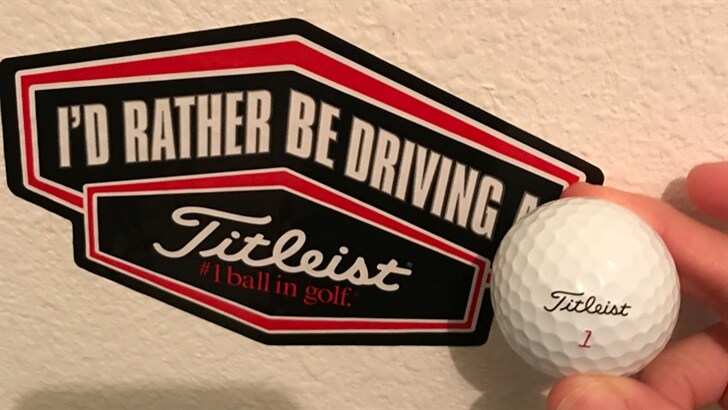 I'D RATHER BE DRIVING A
Titleist
#1 ball in golf.
Titleist
1